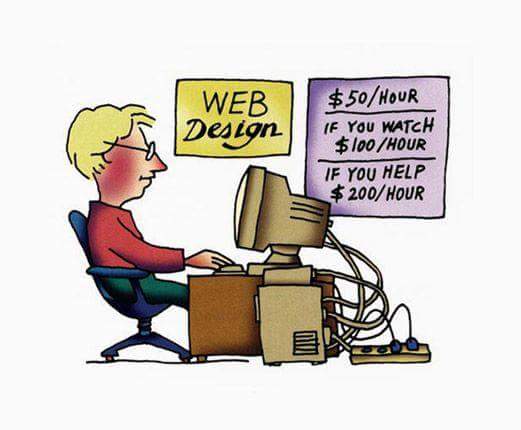 WEB
Design
$50/HOUR
IF YOU WATCH
$100/HOUR
IF YOU HELP
$200/HOUR